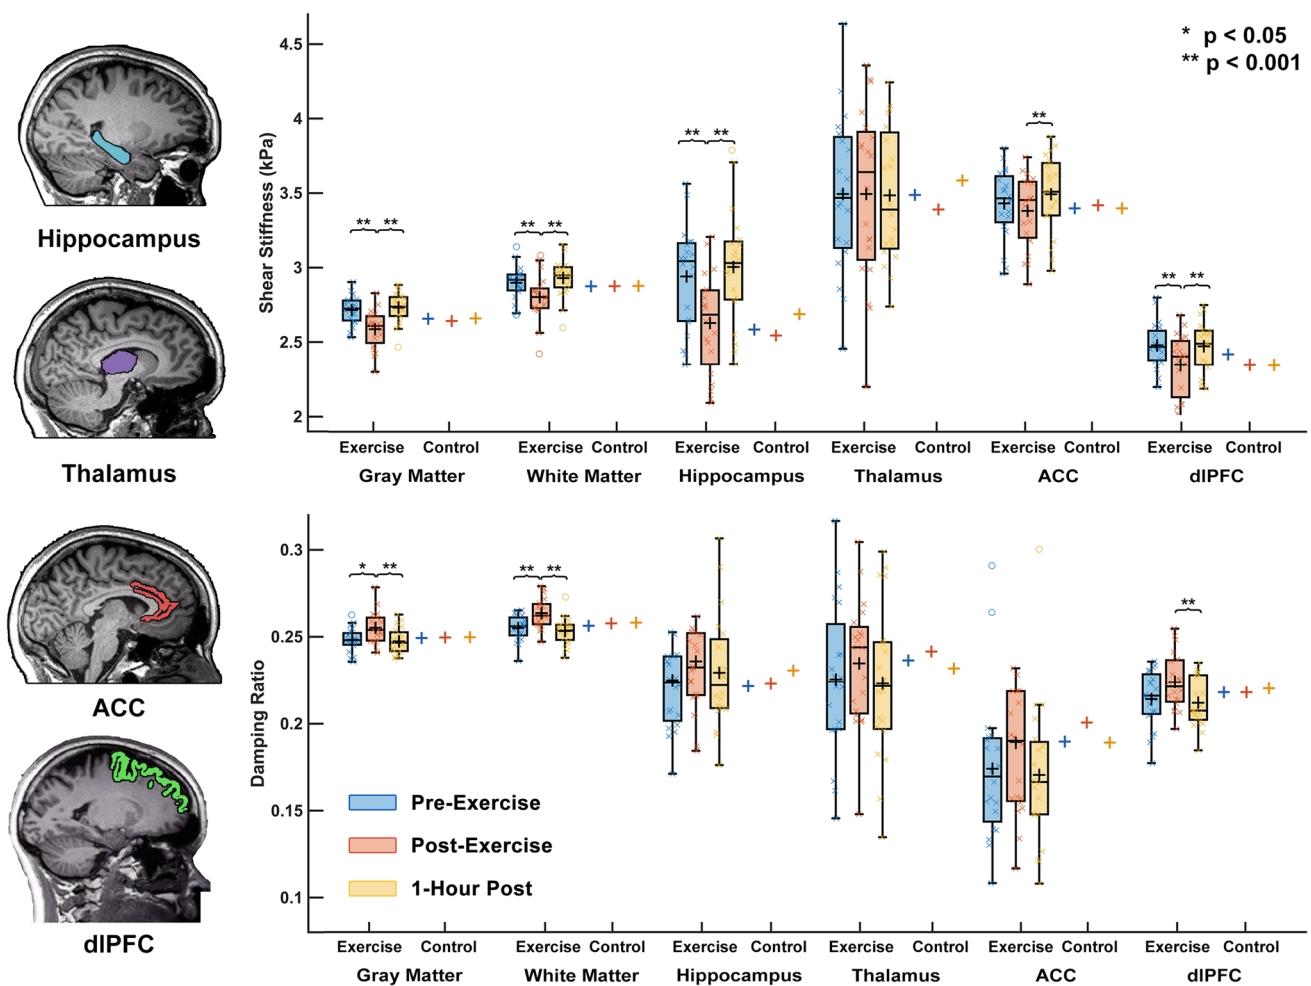 Hippocampus
Thalamus
ACC
dlPFC
* p < 0.05
** p < 0.001
Shear Stiffness (kPa)
4.5
4
3.5
3
2.5
2
** **
** **
** **
**
** **
Exercise Control Exercise Control Exercise Control Exercise Control Exercise Control Exercise Control
Gray Matter White Matter Hippocampus Thalamus ACC dlPFC
Damping Ratio
0.3
0.25
0.2
0.15
0.1
* **
** **
**
Pre-Exercise
Post-Exercise
1-Hour Post
Exercise Control Exercise Control Exercise Control Exercise Control Exercise Control Exercise Control
Gray Matter White Matter Hippocampus Thalamus ACC dlPFC